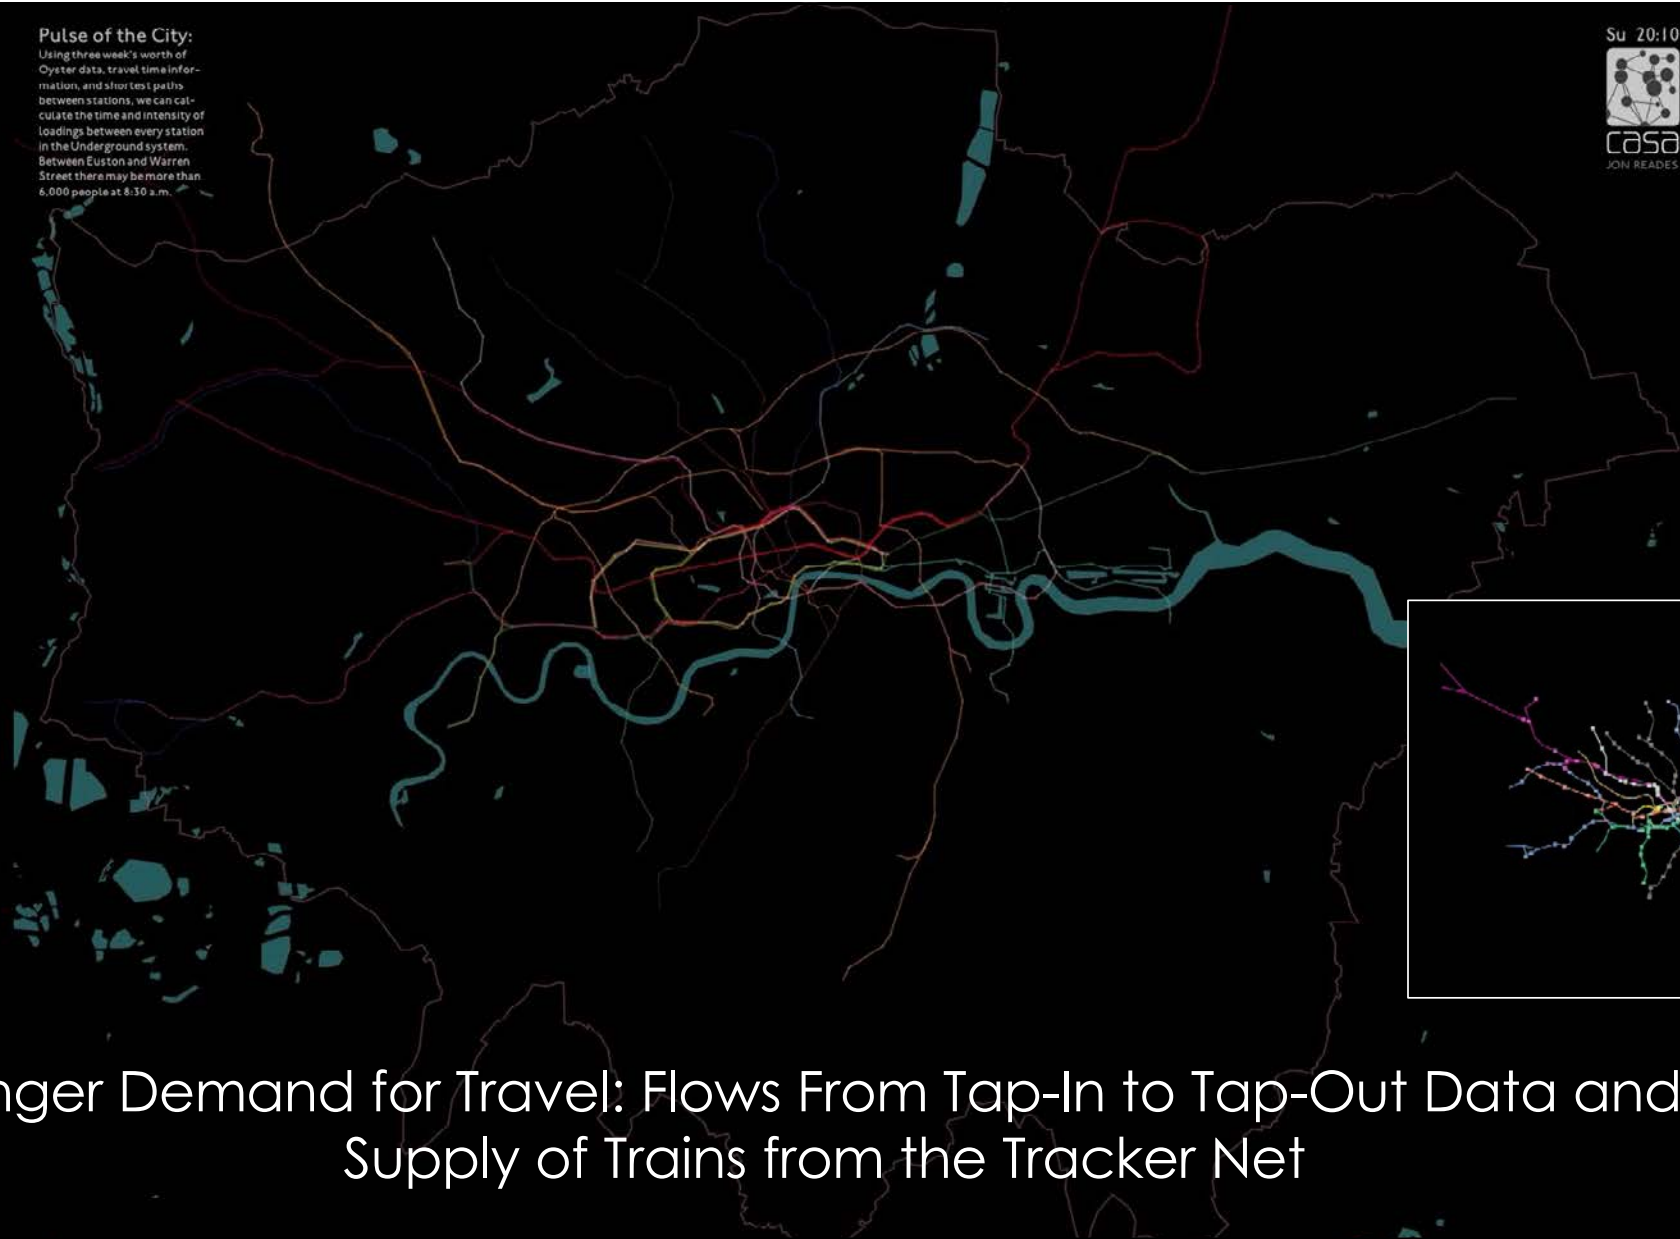 Pulse of the City:
Using three week's worth of
Oyster data, travel time infor-
mation, and shortest paths
between stations, we can cal-
culate the time and intensity of
loadings between every station
in the Underground system.
Between Euston and Warren
Street there may be more than
6,000 people at 8:30 a.m.
Su 20:10
casa
JON READES
nger Demand for Travel: Flows From Tap-In to Tap-Out Data and
Supply of Trains from the Tracker Net